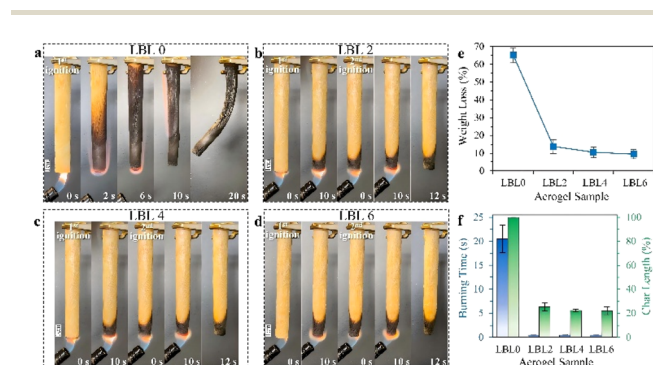 a
LBL 0
1st
ignition
0 s
2 s
6 s
10 s
20 s
b
LBL 2
1st
ignition
2nd
ignition
0 s
10 s
0 s
10 s
12 s
c
LBL 4
1st
ignition
2nd
ignition
0 s
10 s
0 s
10 s
12 s
d
LBL 6
1st
ignition
2nd
ignition
0 s
10 s
0 s
10 s
12 s
e
Weight Loss (%)
70
60
50
40
30
20
10
0
LBL0 LBL2 LBL4 LBL6
Aerogel Sample
f
Burning Time (s)
25
20
15
10
5
0
100
80
60
40
20
0
Char Length (%)
LBL0 LBL2 LBL4 LBL6
Aerogel Sample